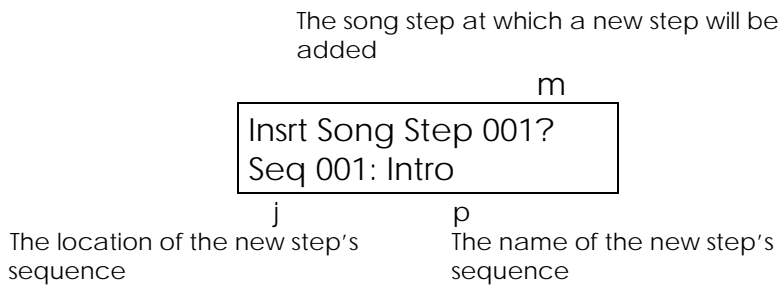 The song step at which a new step will be
added
m
Insrt Song Step 001?
Seq 001: Intro
j
p
The location of the new step's
sequence
The name of the new step's
sequence